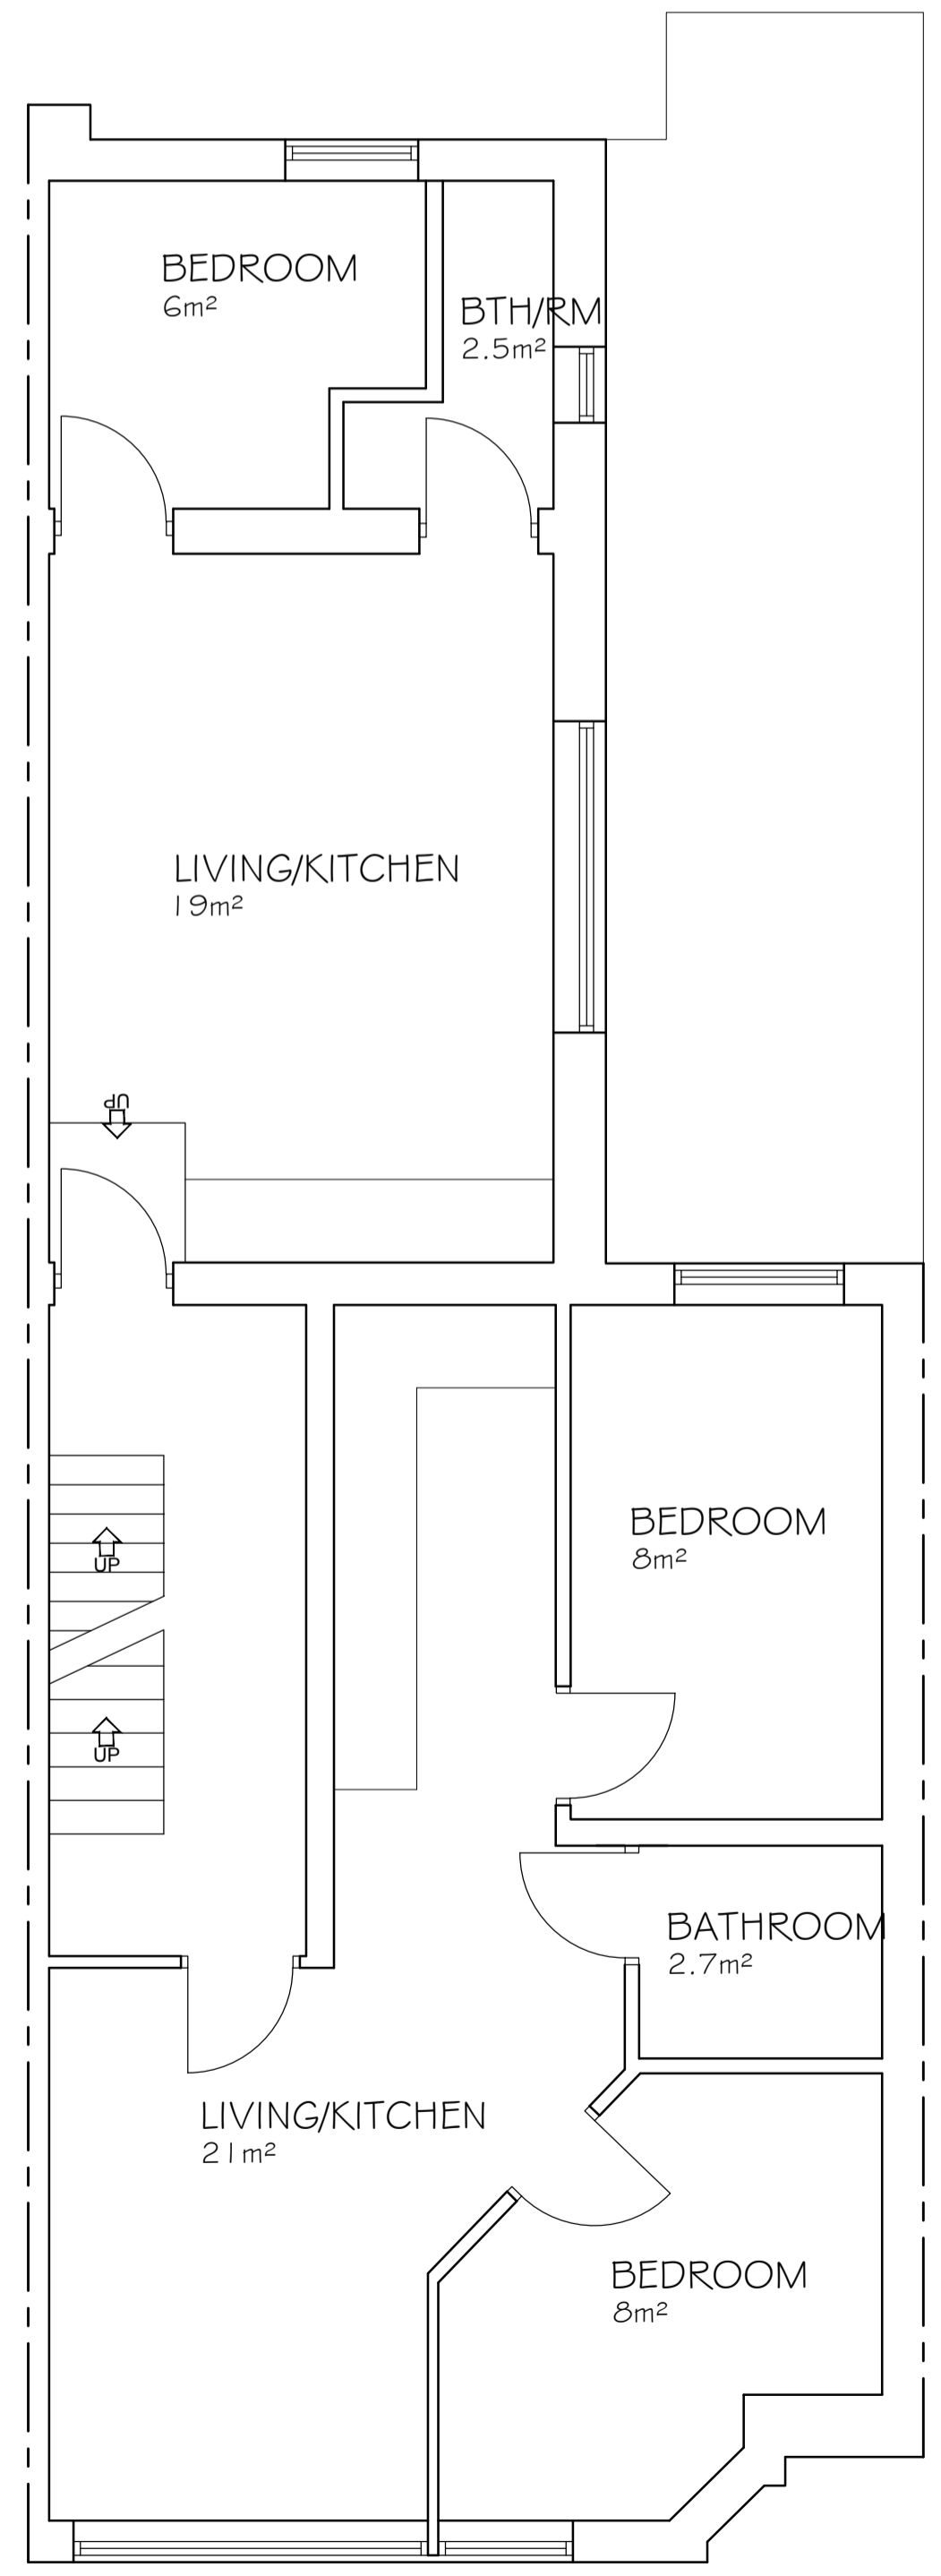 BEDROOM
6m²
BTH/RM
2.5m²
LIVING/KITCHEN
19m²
UP
UP
UP
BEDROOM
8m²
BATHROOM
2.7m²
LIVING/KITCHEN
21m²
BEDROOM
8m²